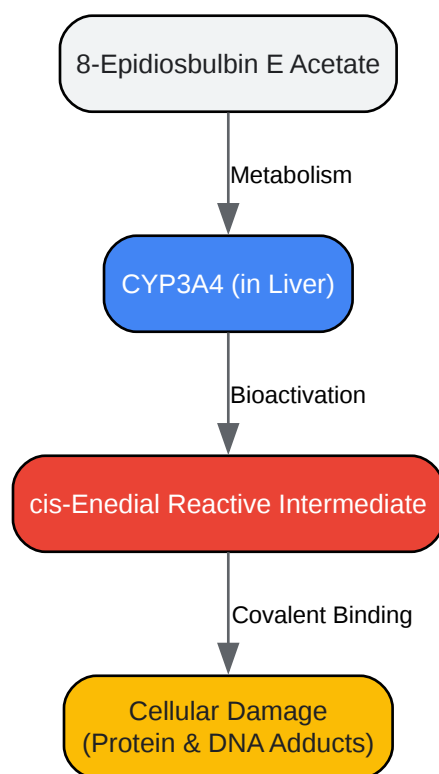 8-Epidiosbulbin E Acetate
Metabolism
CYP3A4 (in Liver)
Bioactivation
cis-Enedial Reactive Intermediate
Covalent Binding
Cellular Damage
(Protein & DNA Adducts)